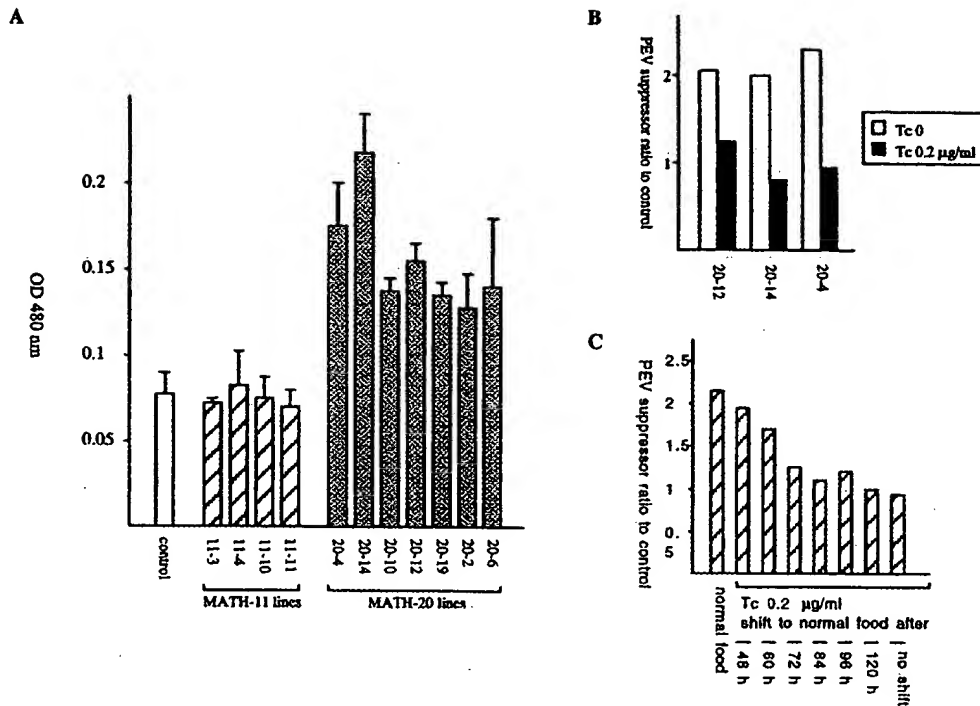 A
OD 480 nm
0.2
0.15
0.1
0.05
control
11-3
11-4
11-10
11-11
20-4
20-14
20-10
20-12
20-19
20-2
20-6
MATH-11 lines
MATH-20 lines
B
PEV suppressor ratio to control
2
1
20-12
20-14
20-4
Tc 0
Tc 0.2 µg/ml
C
PEV suppressor ratio to control
2.5
2
1.5
1
0.
5
normal food
Tc 0.2 µg/ml
shift to normal food after
48 h
60 h
72 h
84 h
96 h
120 h
no shift